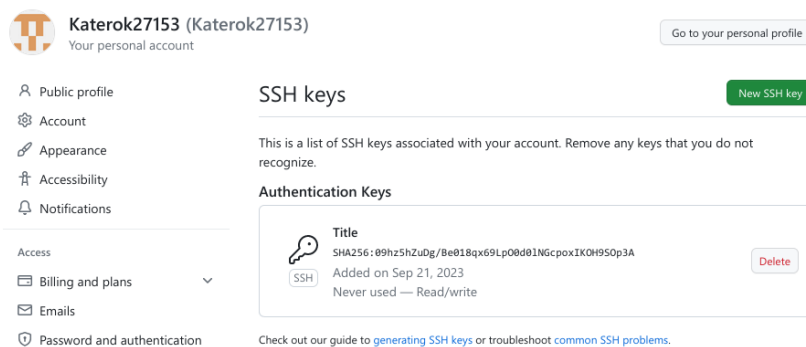 Katerok27153 (Katerok27153)
Your personal account
Go to your personal profile
Public profile
Account
Appearance
Accessibility
Notifications
Access
Billing and plans
Emails
Password and authentication
SSH keys
New SSH key
This is a list of SSH keys associated with your account. Remove any keys that you do not
recognize.
Authentication Keys
Title
SHA256:09hz5hZuDg/Be018qx69LpO0d0lNGcpoxIKOH9SOp3A
SSH
Added on Sep 21, 2023
Never used — Read/write
Delete
Check out our guide to generating SSH keys or troubleshoot common SSH problems.